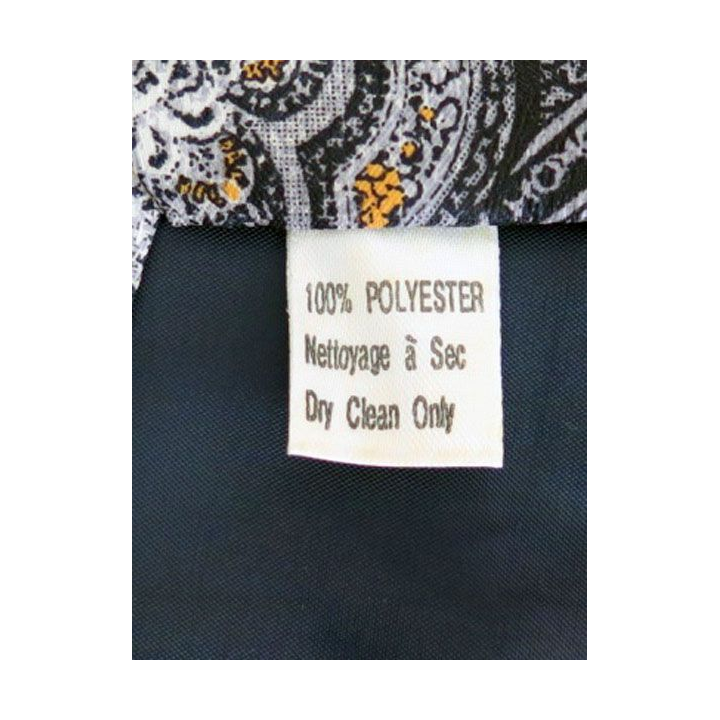 100% POLYESTER
Nettoyage à Sec
Dry Clean Only